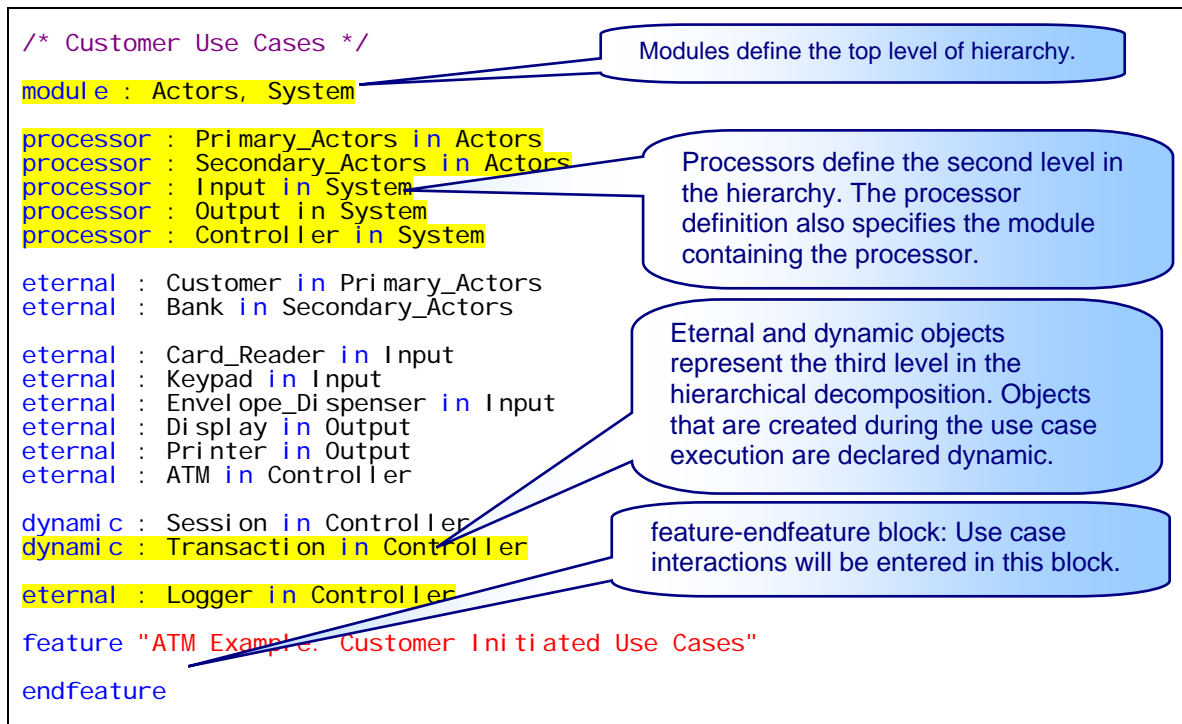 /* Customer Use Cases */
Modules define the top level of hierarchy.
module : Actors, System
processor : Primary_Actors in Actors
processor : Secondary_Actors in Actors
processor : Input in System
processor : Output in System
processor : Controller in System
Processors define the second level in
the hierarchy. The processor
definition also specifies the module
containing the processor.
eternal : Customer in Primary_Actors
eternal : Bank in Secondary_Actors
eternal : Card_Reader in Input
eternal : Keypad in Input
eternal : Envelope_Dispenser in Input
eternal : Display in Output
eternal : Printer in Output
eternal : ATM in Controller
Eternal and dynamic objects
represent the third level in the
hierarchical decomposition. Objects
that are created during the use case
execution are declared dynamic.
dynamic : Session in Controller
dynamic : Transaction in Controller
feature-endfeature block: Use case
interactions will be entered in this block.
eternal : Logger in Controller
feature "ATM Example: Customer Initiated Use Cases"
endfeature